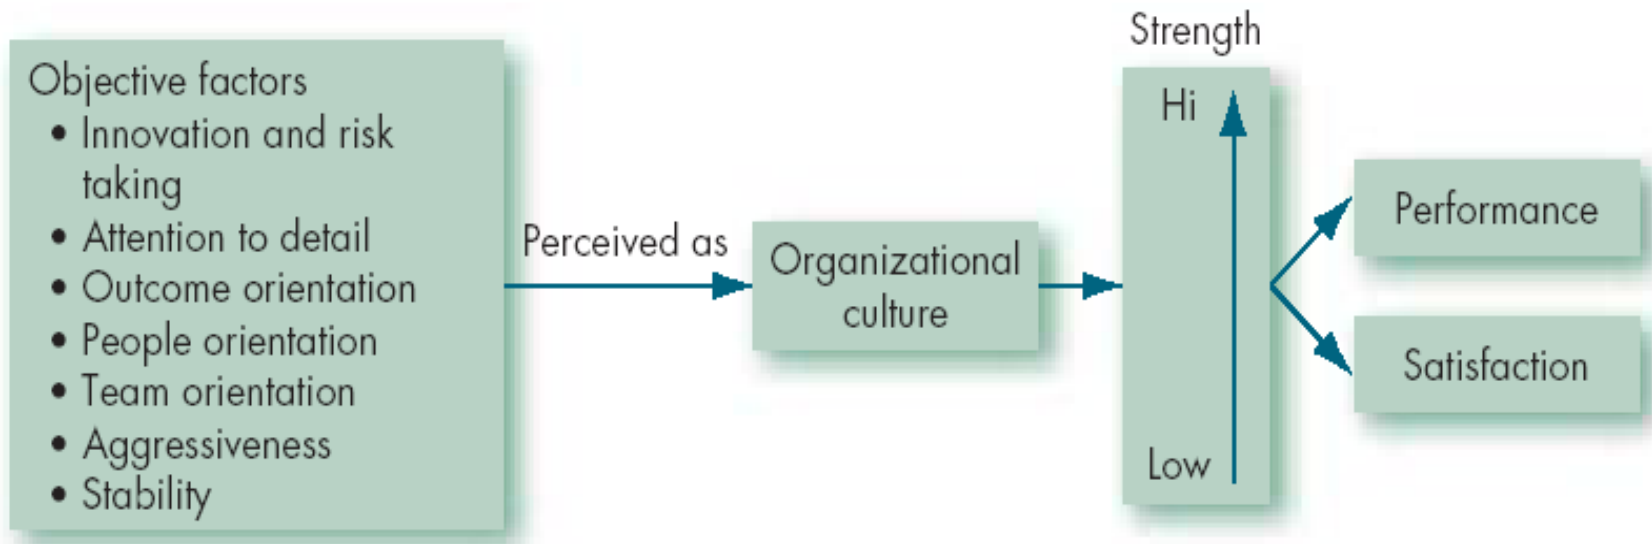 Objective factors
• Innovation and risk
taking
• Attention to detail
• Outcome orientation
• People orientation
• Team orientation
• Aggressiveness
• Stability
Perceived as
Organizational
culture
Strength
Hi
Low
Performance
Satisfaction